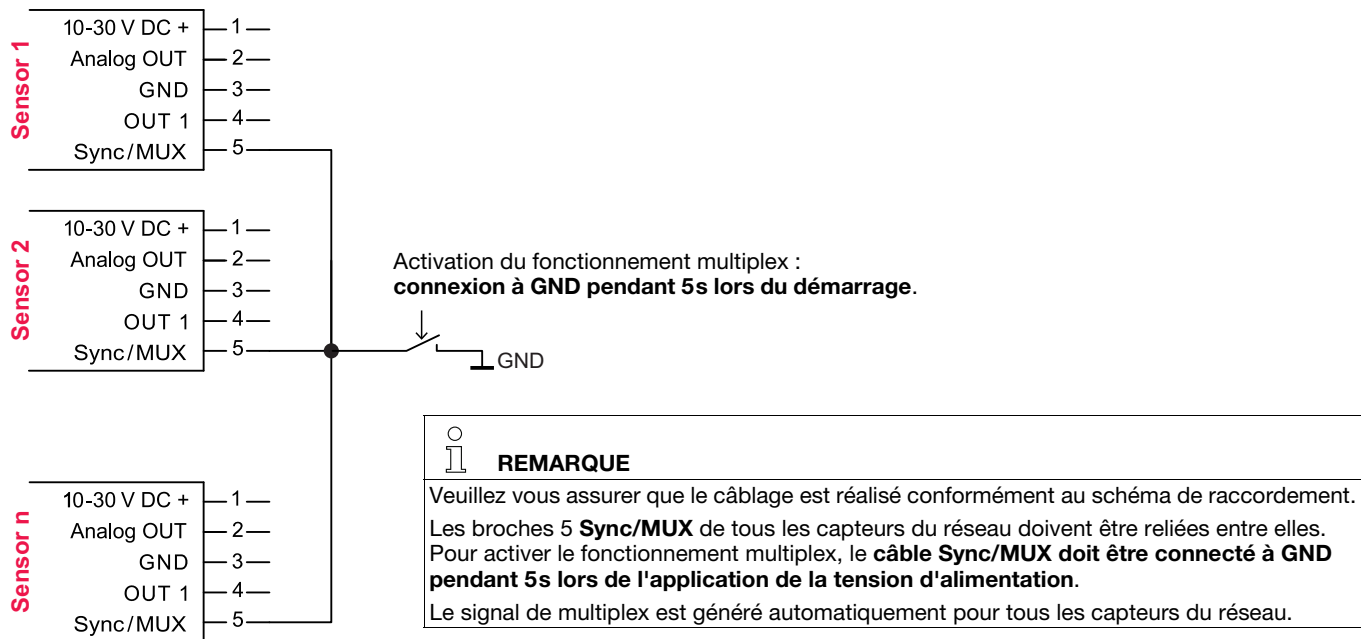 Sensor 1
10-30 V DC + 1
Analog OUT 2
GND 3
OUT 1 4
Sync/MUX 5
Sensor 2
10-30 V DC + 1
Analog OUT 2
GND 3
OUT 1 4
Sync/MUX 5
Activation du fonctionnement multiplex :
connexion à GND pendant 5s lors du démarrage.
GND
Sensor n
10-30 V DC + 1
Analog OUT 2
GND 3
OUT 1 4
Sync/MUX 5
REMARQUE
Veuillez vous assurer que le câblage est réalisé conformément au schéma de raccordement.
Les broches 5 Sync/MUX de tous les capteurs du réseau doivent être reliées entre elles.
Pour activer le fonctionnement multiplex, le câble Sync/MUX doit être connecté à GND
pendant 5s lors de l'application de la tension d'alimentation.
Le signal de multiplex est généré automatiquement pour tous les capteurs du réseau.